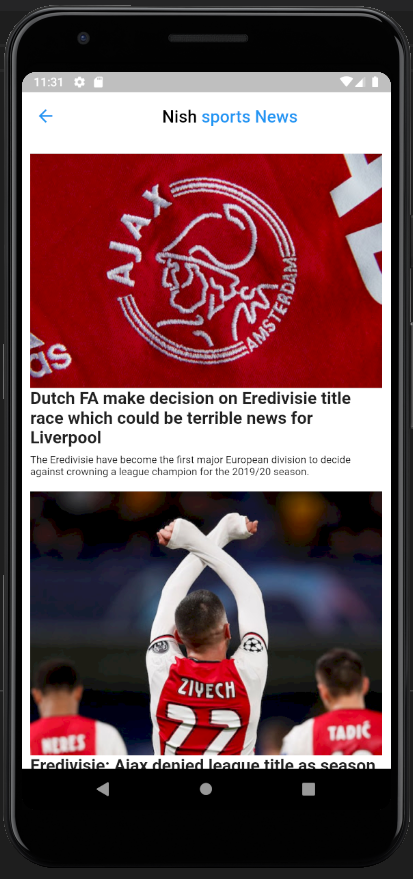 11:31
Nish sports News
AJAX
AMSTERDAM
das
Dutch FA make decision on Eredivisie title
race which could be terrible news for
Liverpool
The Eredivisie have become the first major European division to decide
against crowning a league champion for the 2019/20 season.
ZIYECH
22
NERES
TADIĆ
Eredivisie: Ajax denied league title as season